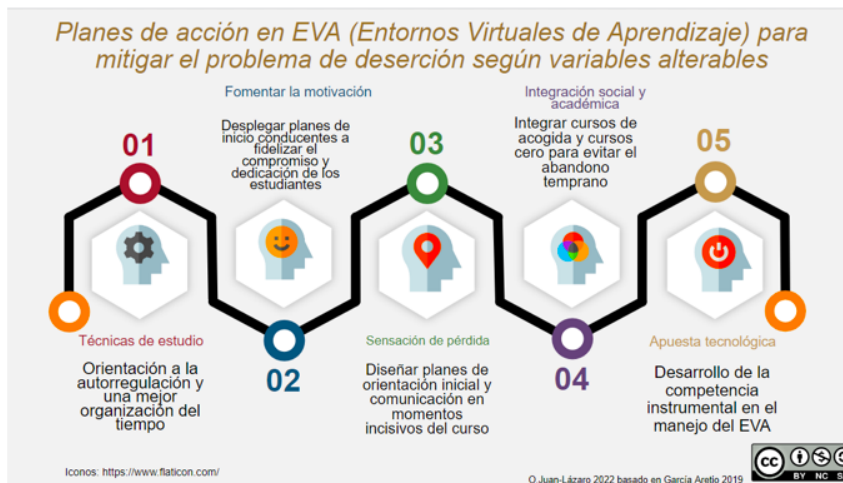 Planes de acción en EVA (Entornos Virtuales de Aprendizaje) para
mitigar el problema de deserción según variables alterables
01
Técnicas de estudio
Orientación a la
autorregulación y
una mejor
organización del
tiempo
Fomentar la motivación
Desplegar planes de
inicio conducentes a
fidelizar el
compromiso y
dedicación de los
estudiantes
02
03
Sensación de pérdida
Diseñar planes de
orientación inicial y
comunicación en
momentos
incisivos del curso
Integración social y
académica
Integrar cursos de
acogida y cursos
cero para evitar el
abandono
temprano
04
05
Apuesta tecnológica
Desarrollo de la
competencia
instrumental en el
manejo del EVA
Iconos: https://www.flaticon.com/
O.Juan-Lázaro 2022 basado en García Aretio 2019
cc
BY NC S